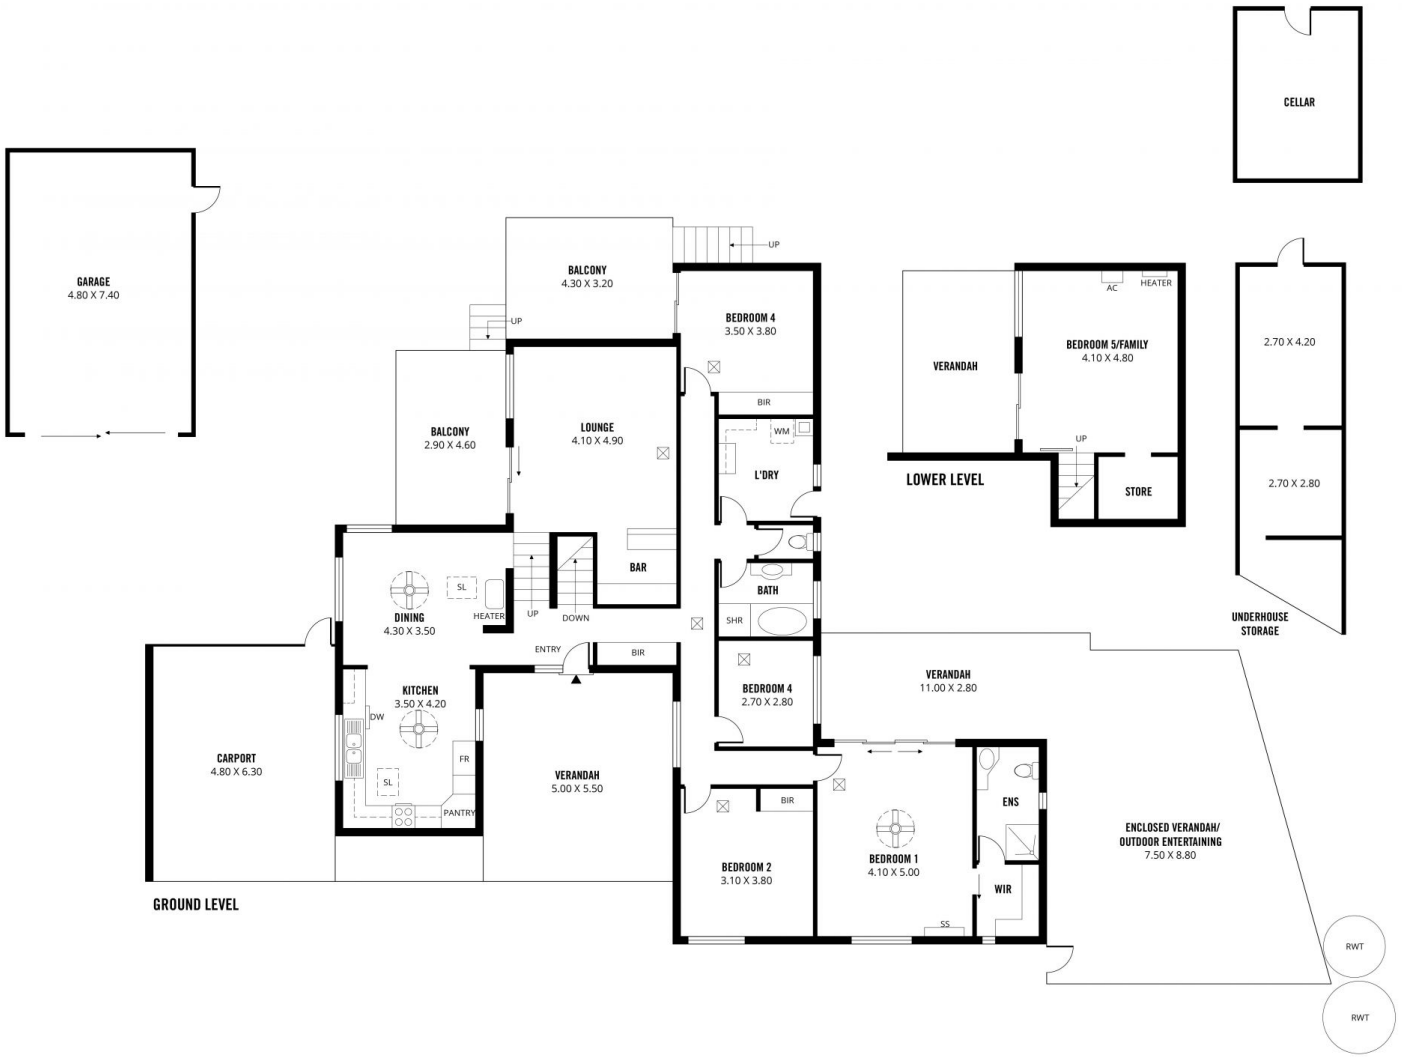 CELLAR
GARAGE
4.80 X 7.40
BALCONY
4.30 X 3.20
UP
UP
BEDROOM 4
3.50 X 3.80
BIR
AC
HEATER
BEDROOM 5/FAMILY
4.10 X 4.80
VERANDAH
UP
STORE
LOWER LEVEL
2.70 X 4.20
2.70 X 2.80
UNDERHOUSE
STORAGE
BALCONY
2.90 X 4.60
LOUNGE
4.10 X 4.90
WM
L'DRY
BAR
BATH
SHR
SL
DINING
4.30 X 3.50
HEATER
UP
DOWN
ENTRY
BIR
BEDROOM 4
2.70 X 2.80
VERANDAH
11.00 X 2.80
KITCHEN
3.50 X 4.20
DW
FR
SL
PANTRY
CARPORT
4.80 X 6.30
VERANDAH
5.00 X 5.50
BIR
BEDROOM 2
3.10 X 3.80
BEDROOM 1
4.10 X 5.00
SS
ENS
WIR
ENCLOSED VERANDAH/
OUTDOOR ENTERTAINING
7.50 X 8.80
GROUND LEVEL
RWT
RWT